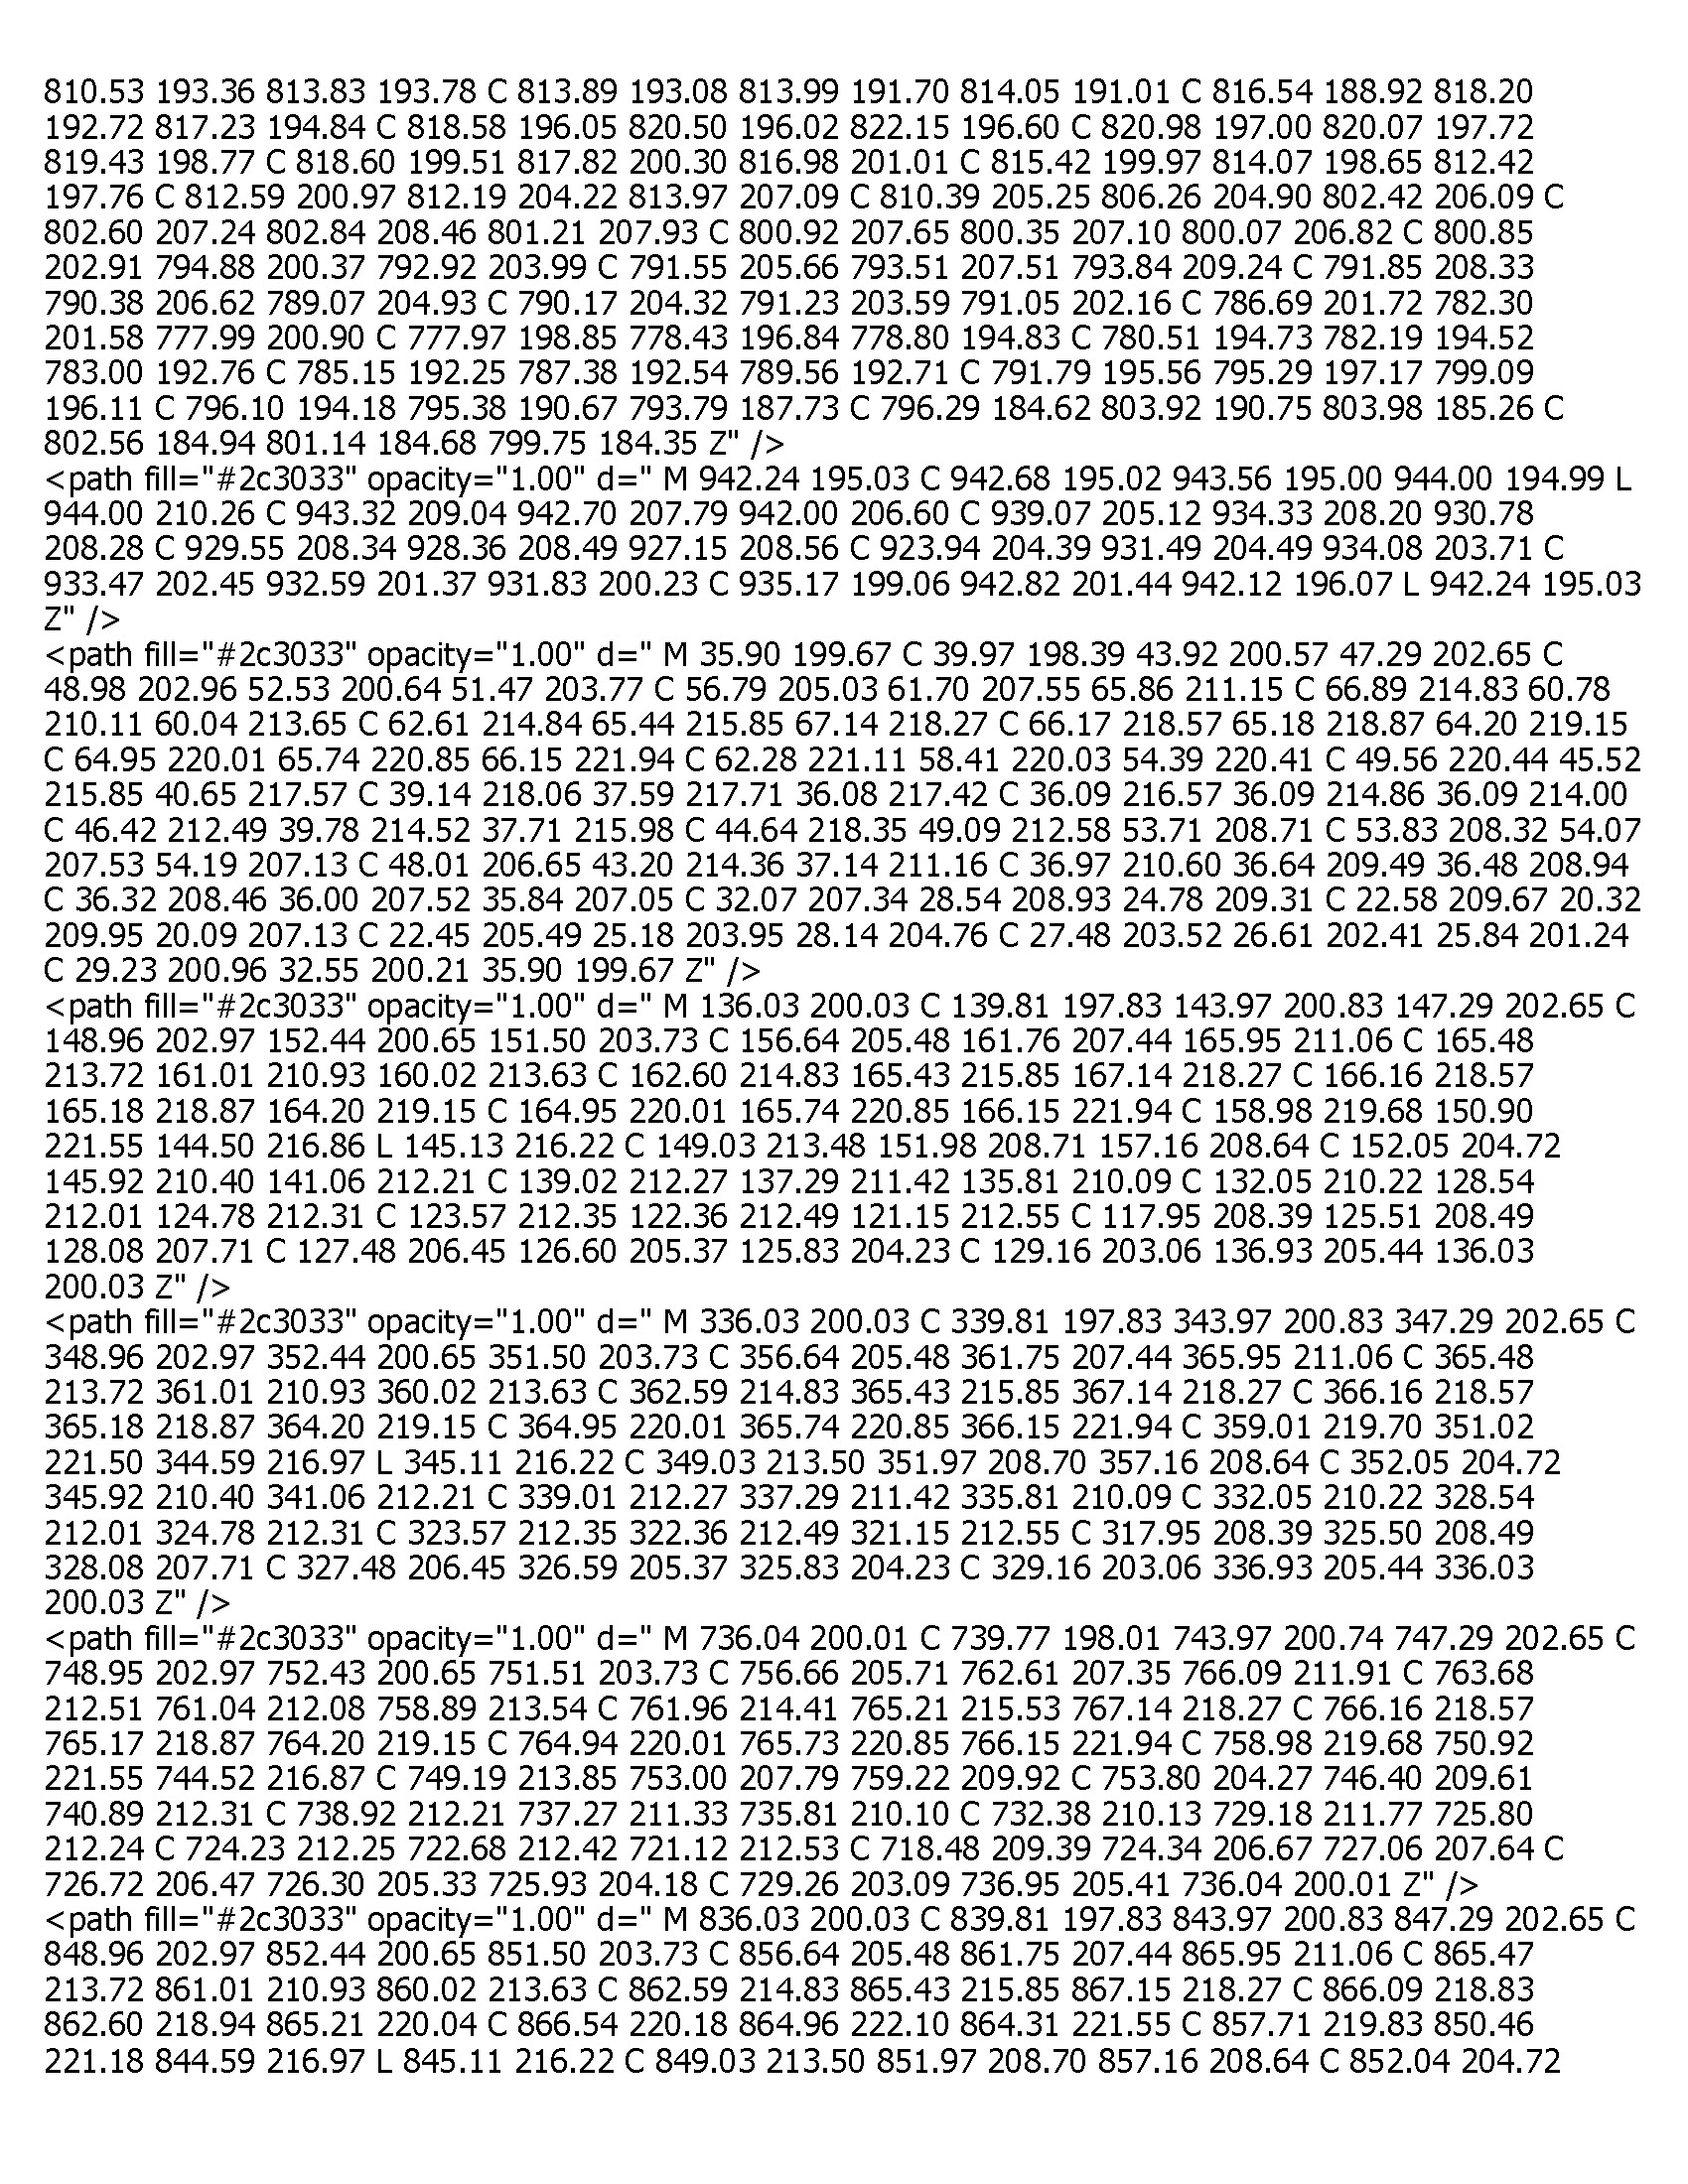 810.53 193.36 813.83 193.78 C 813.89 193.08 813.99 191.70 814.05 191.01 C 816.54 188.92 818.20
192.72 817.23 194.84 C 818.58 196.05 820.50 196.02 822.15 196.60 C 820.98 197.00 820.07 197.72
819.43 198.77 C 818.60 199.51 817.82 200.30 816.98 201.01 C 815.42 199.97 814.07 198.65 812.42
197.76 C 812.59 200.97 812.19 204.22 813.97 207.09 C 810.39 205.25 806.26 204.90 802.42 206.09 C
802.60 207.24 802.84 208.46 801.21 207.93 C 800.92 207.65 800.35 207.10 800.07 206.82 C 800.85
202.91 794.88 200.37 792.92 203.99 C 791.55 205.66 793.51 207.51 793.84 209.24 C 791.85 208.33
790.38 206.62 789.07 204.93 C 790.17 204.32 791.23 203.59 791.05 202.16 C 786.69 201.72 782.30
201.58 777.99 200.90 C 777.97 198.85 778.43 196.84 778.80 194.83 C 780.51 194.73 782.19 194.52
783.00 192.76 C 785.15 192.25 787.38 192.54 789.56 192.71 C 791.79 195.56 795.29 197.17 799.09
196.11 C 796.10 194.18 795.38 190.67 793.79 187.73 C 796.29 184.62 803.92 190.75 803.98 185.26 C
802.56 184.94 801.14 184.68 799.75 184.35 Z" />
<path fill="#2c3033" opacity="1.00" d=" M 942.24 195.03 C 942.68 195.02 943.56 195.00 944.00 194.99 L
944.00 210.26 C 943.32 209.04 942.70 207.79 942.00 206.60 C 939.07 205.12 934.33 208.20 930.78
208.28 C 929.55 208.34 928.36 208.49 927.15 208.56 C 923.94 204.39 931.49 204.49 934.08 203.71 C
933.47 202.45 932.59 201.37 931.83 200.23 C 935.17 199.06 942.82 201.44 942.12 196.07 L 942.24 195.03
Z" />
<path fill="#2c3033" opacity="1.00" d=" M 35.90 199.67 C 39.97 198.39 43.92 200.57 47.29 202.65 C
48.98 202.96 52.53 200.64 51.47 203.77 C 56.79 205.03 61.70 207.55 65.86 211.15 C 66.89 214.83 60.78
210.11 60.04 213.65 C 62.61 214.84 65.44 215.85 67.14 218.27 C 66.17 218.57 65.18 218.87 64.20 219.15
C 64.95 220.01 65.74 220.85 66.15 221.94 C 62.28 221.11 58.41 220.03 54.39 220.41 C 49.56 220.44 45.52
215.85 40.65 217.57 C 39.14 218.06 37.59 217.71 36.08 217.42 C 36.09 216.57 36.09 214.86 36.09 214.00
C 46.42 212.49 39.78 214.52 37.71 215.98 C 44.64 218.35 49.09 212.58 53.71 208.71 C 53.83 208.32 54.07
207.53 54.19 207.13 C 48.01 206.65 43.20 214.36 37.14 211.16 C 36.97 210.60 36.64 209.49 36.48 208.94
C 36.32 208.46 36.00 207.52 35.84 207.05 C 32.07 207.34 28.54 208.93 24.78 209.31 C 22.58 209.67 20.32
209.95 20.09 207.13 C 22.45 205.49 25.18 203.95 28.14 204.76 C 27.48 203.52 26.61 202.41 25.84 201.24
C 29.23 200.96 32.55 200.21 35.90 199.67 Z" />
<path fill="#2c3033" opacity="1.00" d=" M 136.03 200.03 C 139.81 197.83 143.97 200.83 147.29 202.65 C
148.96 202.97 152.44 200.65 151.50 203.73 C 156.64 205.48 161.76 207.44 165.95 211.06 C 165.48
213.72 161.01 210.93 160.02 213.63 C 162.60 214.83 165.43 215.85 167.14 218.27 C 166.16 218.57
165.18 218.87 164.20 219.15 C 164.95 220.01 165.74 220.85 166.15 221.94 C 158.98 219.68 150.90
221.55 144.50 216.86 L 145.13 216.22 C 149.03 213.48 151.98 208.71 157.16 208.64 C 152.05 204.72
145.92 210.40 141.06 212.21 C 139.02 212.27 137.29 211.42 135.81 210.09 C 132.05 210.22 128.54
212.01 124.78 212.31 C 123.57 212.35 122.36 212.49 121.15 212.55 C 117.95 208.39 125.51 208.49
128.08 207.71 C 127.48 206.45 126.60 205.37 125.83 204.23 C 129.16 203.06 136.93 205.44 136.03
200.03 Z" />
<path fill="#2c3033" opacity="1.00" d=" M 336.03 200.03 C 339.81 197.83 343.97 200.83 347.29 202.65 C
348.96 202.97 352.44 200.65 351.50 203.73 C 356.64 205.48 361.75 207.44 365.95 211.06 C 365.48
213.72 361.01 210.93 360.02 213.63 C 362.59 214.83 365.43 215.85 367.14 218.27 C 366.16 218.57
365.18 218.87 364.20 219.15 C 364.95 220.01 365.74 220.85 366.15 221.94 C 359.01 219.70 351.02
221.50 344.59 216.97 L 345.11 216.22 C 349.03 213.50 351.97 208.70 357.16 208.64 C 352.05 204.72
345.92 210.40 341.06 212.21 C 339.01 212.27 337.29 211.42 335.81 210.09 C 332.05 210.22 328.54
212.01 324.78 212.31 C 323.57 212.35 322.36 212.49 321.15 212.55 C 317.95 208.39 325.50 208.49
328.08 207.71 C 327.48 206.45 326.59 205.37 325.83 204.23 C 329.16 203.06 336.93 205.44 336.03
200.03 Z" />
<path fill="#2c3033" opacity="1.00" d=" M 736.04 200.01 C 739.77 198.01 743.97 200.74 747.29 202.65 C
748.95 202.97 752.43 200.65 751.51 203.73 C 756.66 205.71 762.61 207.35 766.09 211.91 C 763.68
212.51 761.04 212.08 758.89 213.54 C 761.96 214.41 765.21 215.53 767.14 218.27 C 766.16 218.57
765.17 218.87 764.20 219.15 C 764.94 220.01 765.73 220.85 766.15 221.94 C 758.98 219.68 750.92
221.55 744.52 216.87 C 749.19 213.85 753.00 207.79 759.22 209.92 C 753.80 204.27 746.40 209.61
740.89 212.31 C 738.92 212.21 737.27 211.33 735.81 210.10 C 732.38 210.13 729.18 211.77 725.80
212.24 C 724.23 212.25 722.68 212.42 721.12 212.53 C 718.48 209.39 724.34 206.67 727.06 207.64 C
726.72 206.47 726.30 205.33 725.93 204.18 C 729.26 203.09 736.95 205.41 736.04 200.01 Z" />
<path fill="#2c3033" opacity="1.00" d=" M 836.03 200.03 C 839.81 197.83 843.97 200.83 847.29 202.65 C
848.96 202.97 852.44 200.65 851.50 203.73 C 856.64 205.48 861.75 207.44 865.95 211.06 C 865.47
213.72 861.01 210.93 860.02 213.63 C 862.59 214.83 865.43 215.85 867.15 218.27 C 866.09 218.83
862.60 218.94 865.21 220.04 C 866.54 220.18 864.96 222.10 864.31 221.55 C 857.71 219.83 850.46
221.18 844.59 216.97 L 845.11 216.22 C 849.03 213.50 851.97 208.70 857.16 208.64 C 852.04 204.72